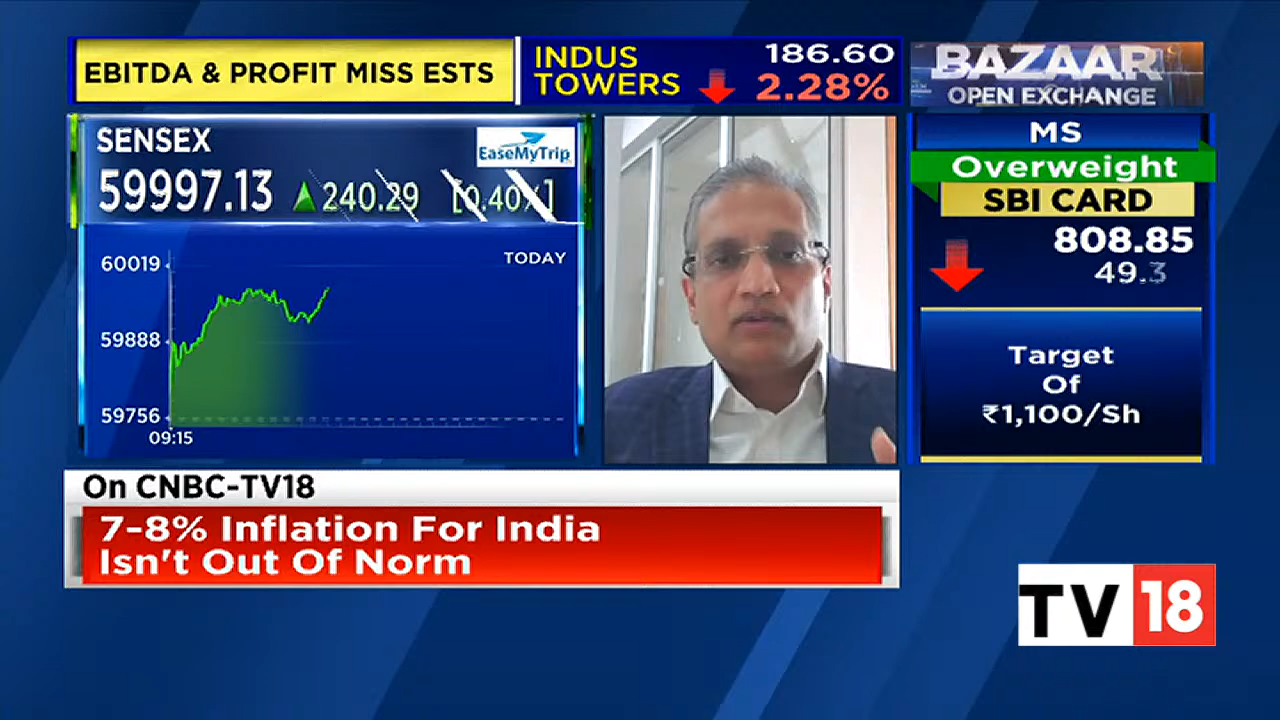 EBITDA & PROFIT MISS ESTS
INDUS
TOWERS
186.60
2.28%
BAZAAR
OPEN EXCHANGE
SENSEX
EaseMyTrip
59997.13
240.29
[0.40%]
TODAY
60019
59888
59756
09:15
MS
Overweight
SBI CARD
808.85
49.3
Target
Of
₹1,100/Sh
On CNBC-TV18
7-8% Inflation For India
Isn't Out Of Norm
TV18